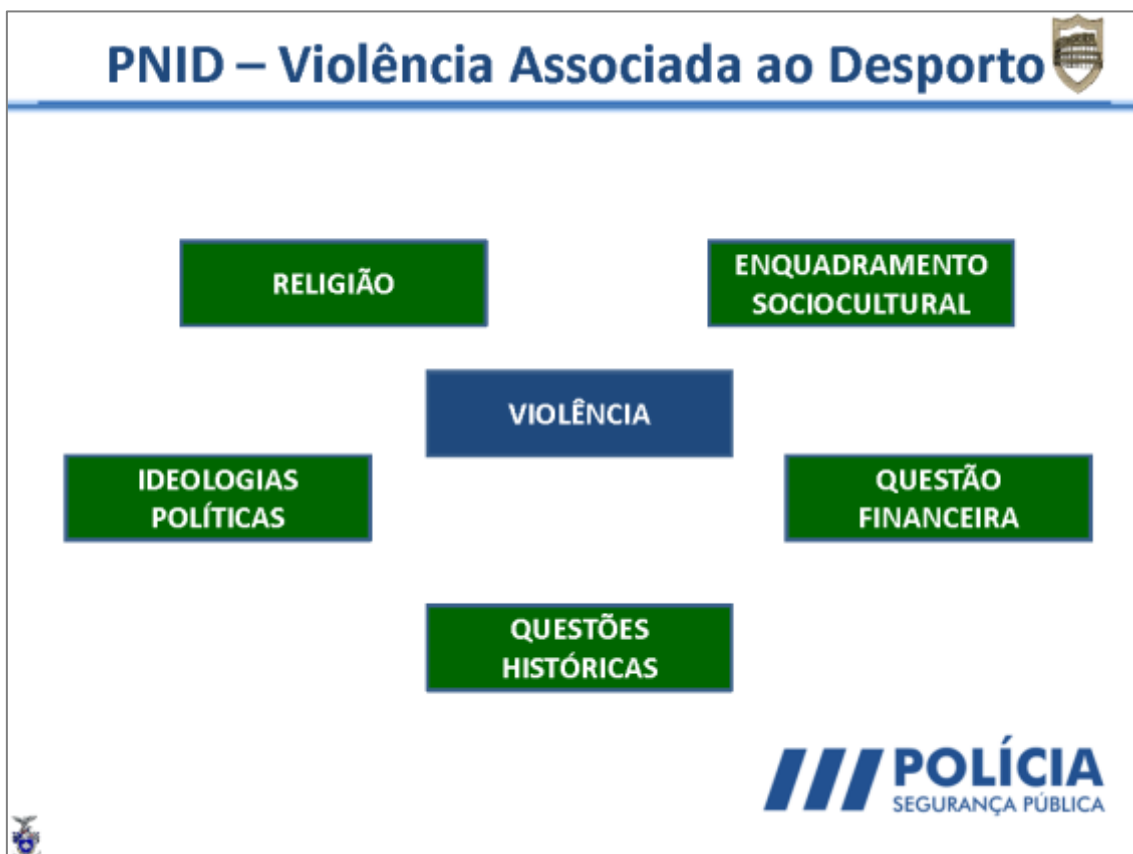 PNID – Violência Associada ao Desporto
RELIGIÃO
ENQUADRAMENTO
SOCIOCULTURAL
VIOLÊNCIA
IDEOLOGIAS
POLÍTICAS
QUESTÃO
FINANCEIRA
QUESTÕES
HISTÓRICAS
POLÍCIA
SEGURANÇA PÚBLICA